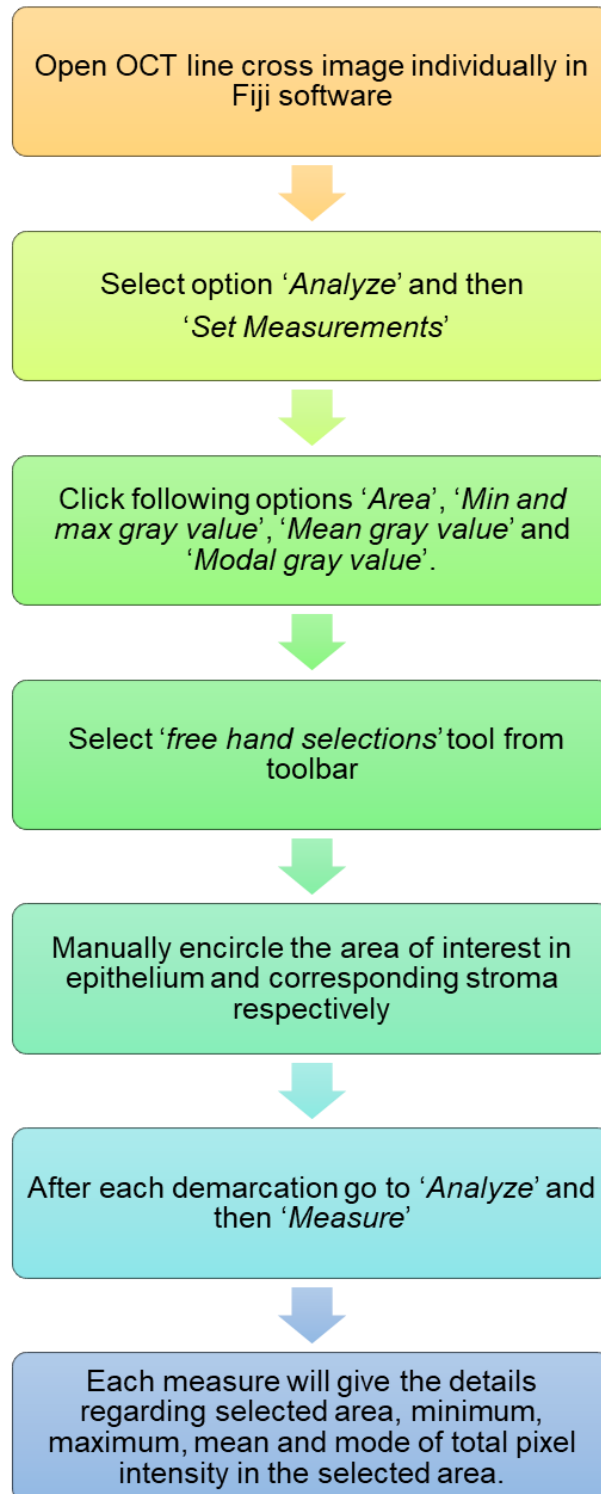 Open OCT line cross image individually in
Fiji software
Select option ‘Analyze’ and then
‘Set Measurements’
Click following options ‘Area’, ‘Min and
max gray value’, ‘Mean gray value’ and
‘Modal gray value’.
Select ‘free hand selections’ tool from
toolbar
Manually encircle the area of interest in
epithelium and corresponding stroma
respectively
After each demarcation go to ‘Analyze’ and
then ‘Measure’
Each measure will give the details
regarding selected area, minimum,
maximum, mean and mode of total pixel
intensity in the selected area.